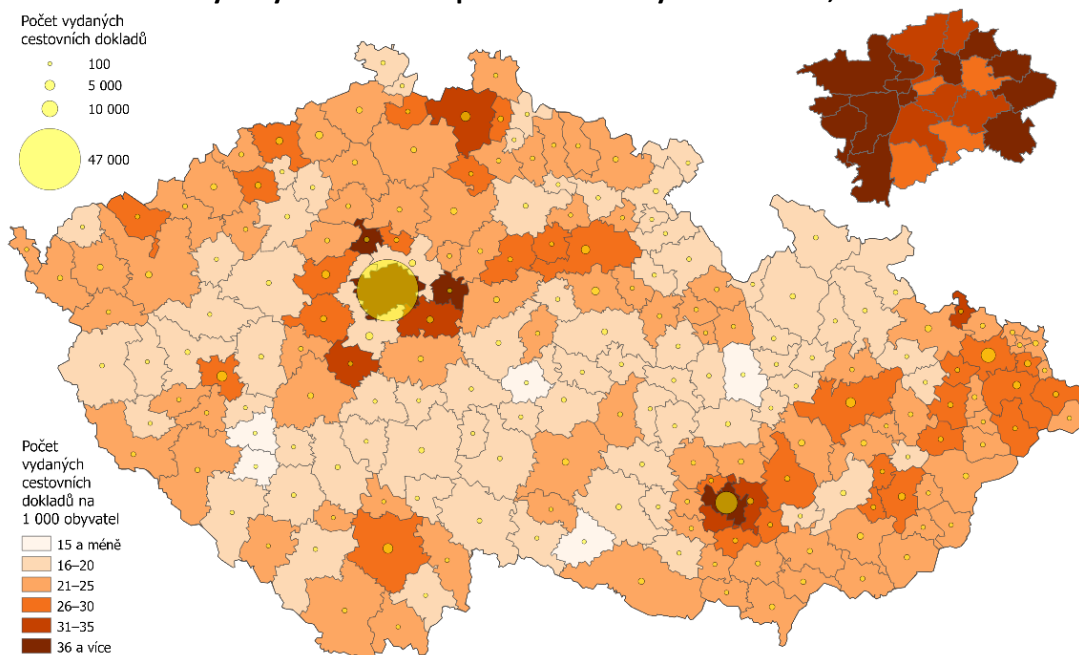 Počet vydaných
cestovních dokladů
100
5 000
10 000
47 000
Počet
vydaných
cestovních
dokladů na
1 000 obyvatel
15 a méně
16–20
21–25
26–30
31–35
36 a více